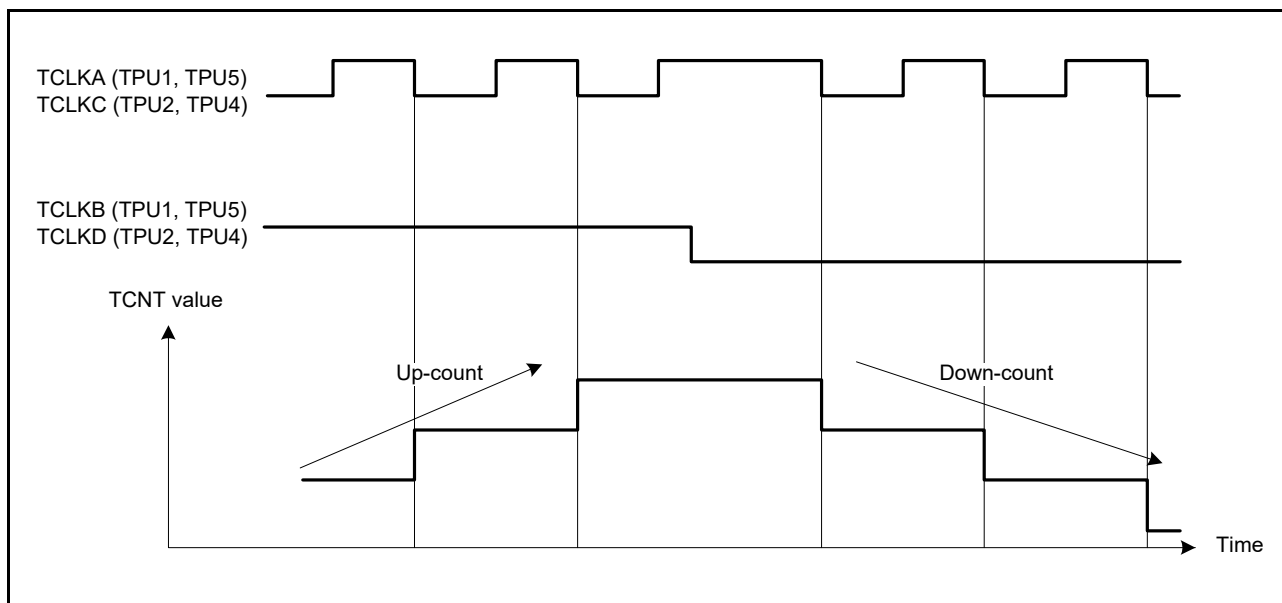 TCLKA (TPU1, TPU5)
TCLKC (TPU2, TPU4)
TCLKB (TPU1, TPU5)
TCLKD (TPU2, TPU4)
TCNT value
Up-count
Down-count
Time